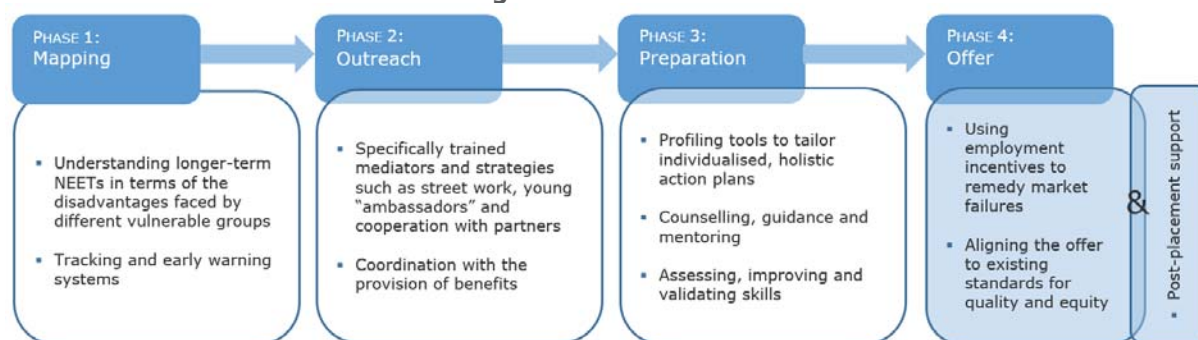 PHASE 1:
Mapping
▪ Understanding longer-term
NEETs in terms of the
disadvantages faced by
different vulnerable groups
▪ Tracking and early warning
systems
PHASE 2:
Outreach
▪ Specifically trained
mediators and strategies
such as street work, young
“ambassadors” and
cooperation with partners
▪ Coordination with the
provision of benefits
PHASE 3:
Preparation
▪ Profiling tools to tailor
individualised, holistic
action plans
▪ Counselling, guidance and
mentoring
▪ Assessing, improving and
validating skills
PHASE 4:
Offer
▪ Using
employment
incentives to
remedy market
failures
▪ Aligning the offer
to existing
standards for
quality and equity
&
▪ Post-placement support